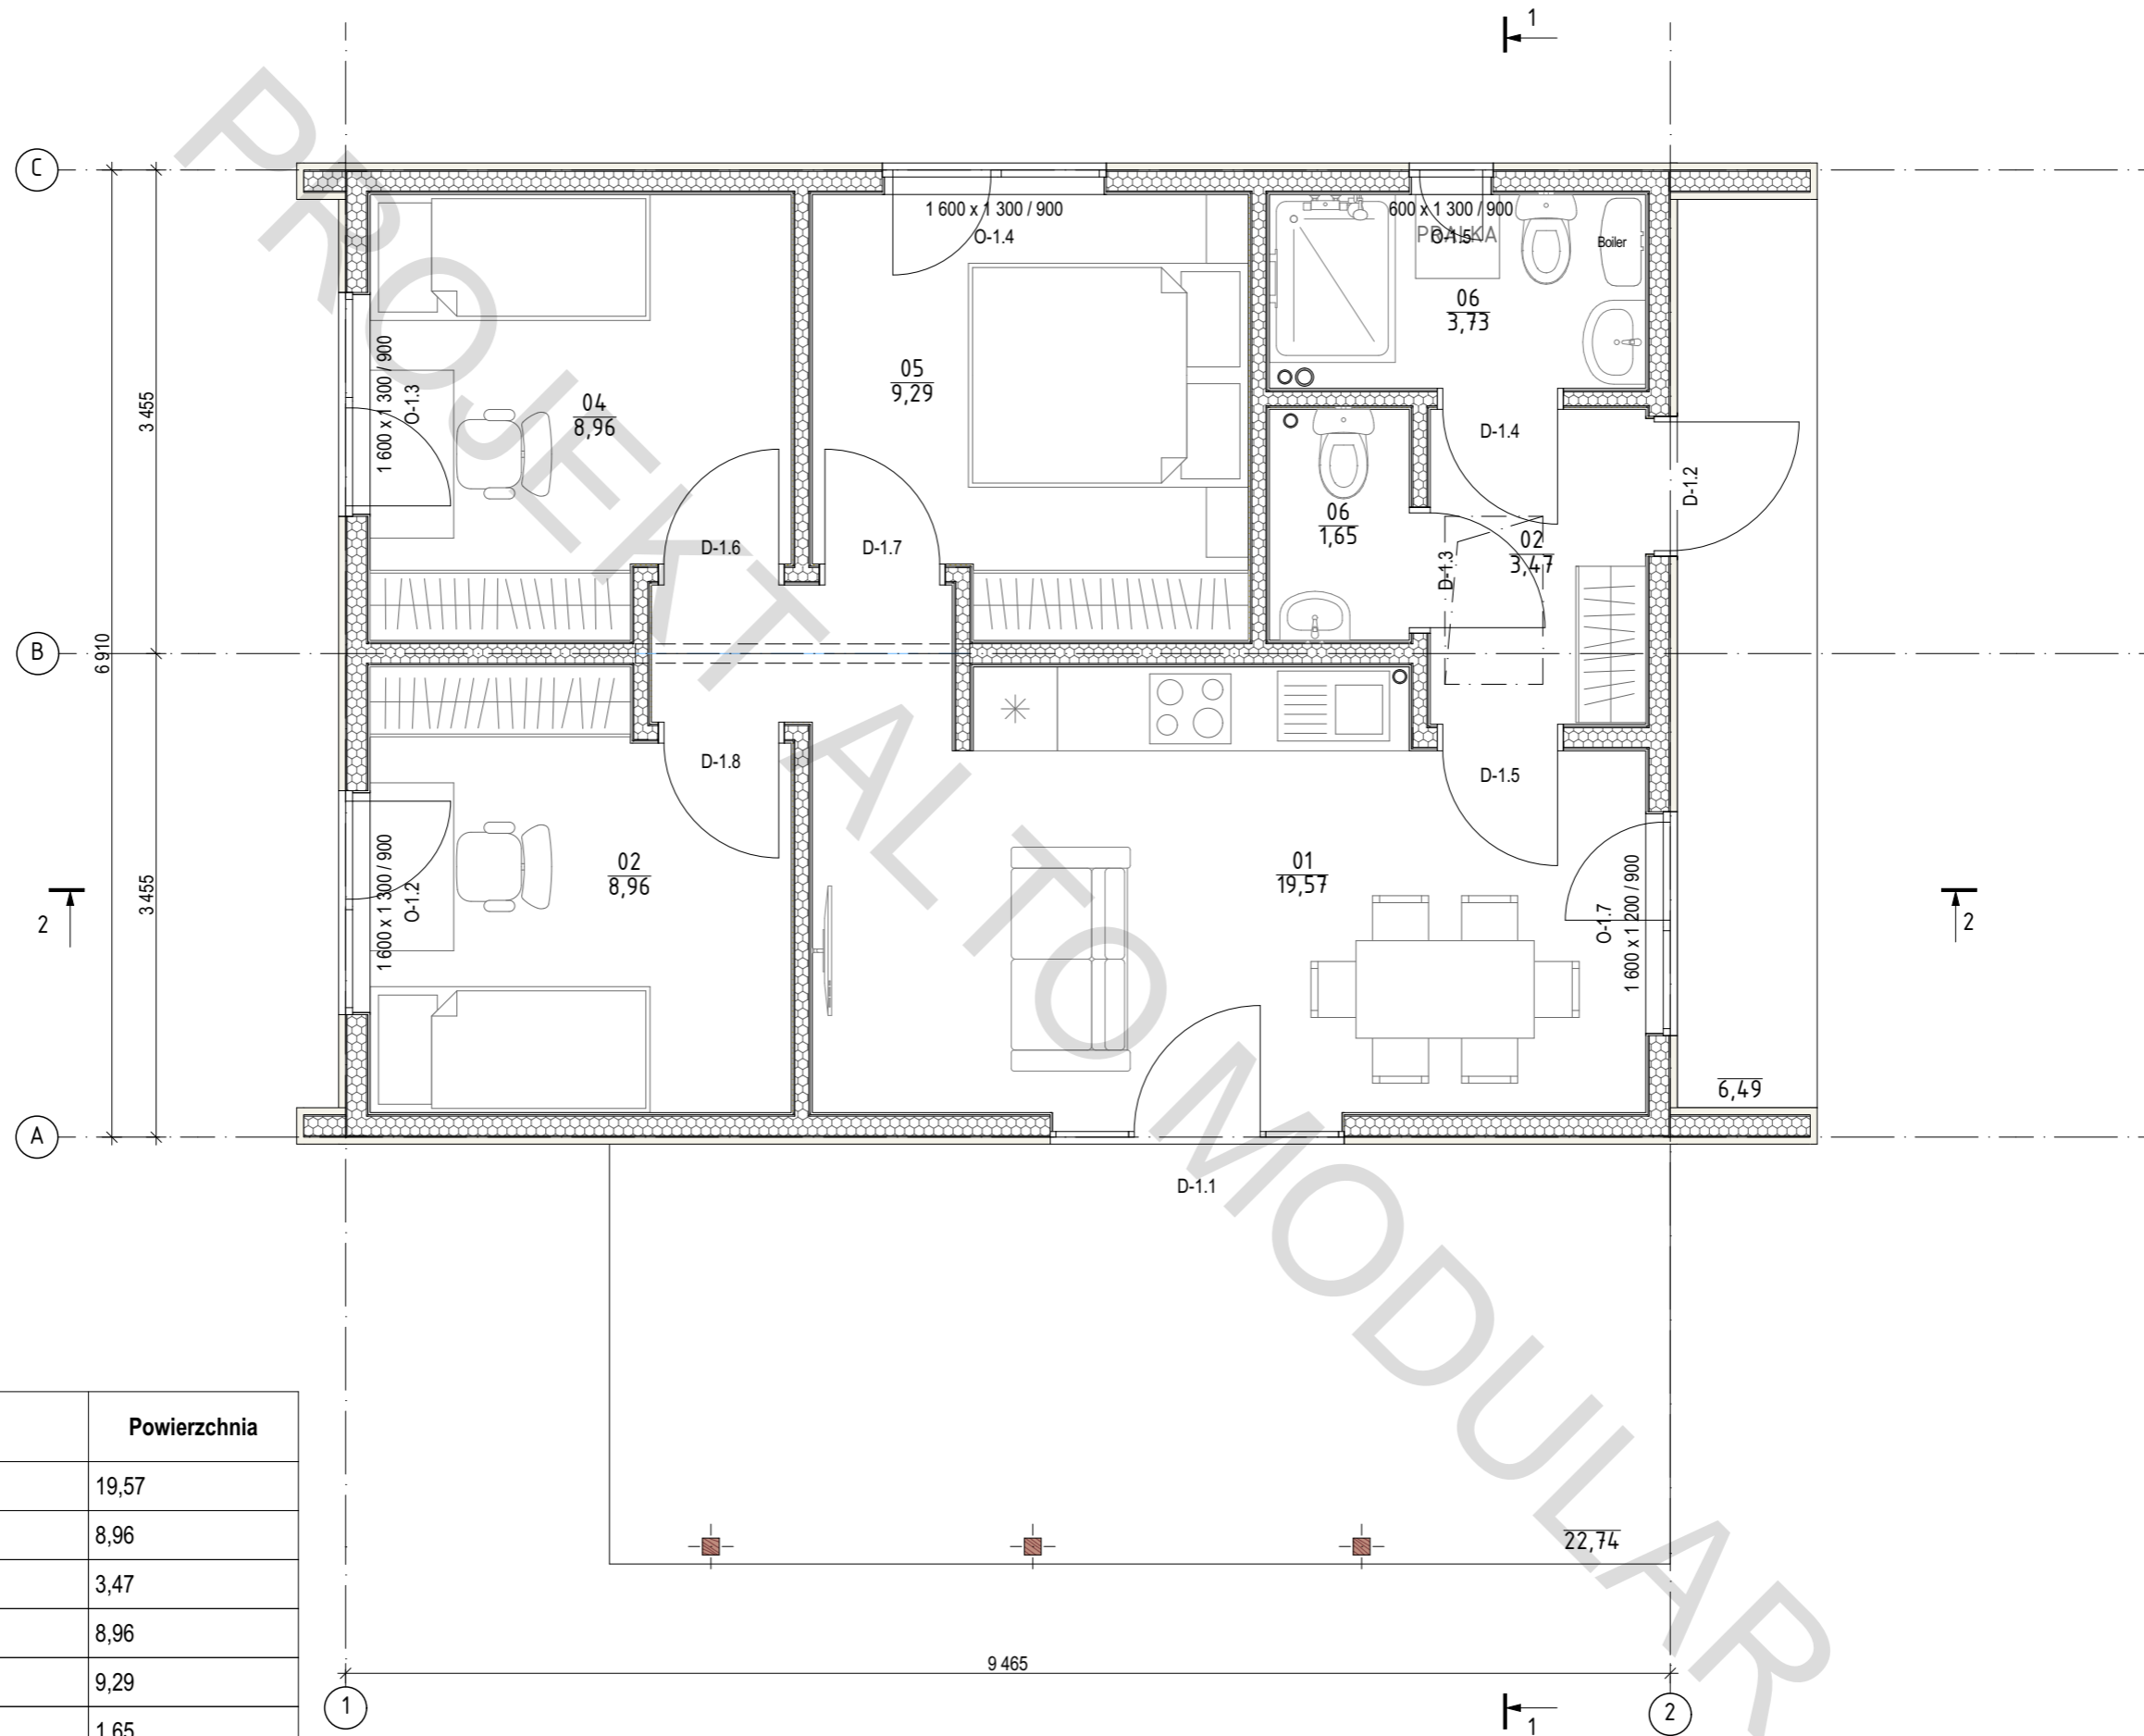 1
C
1 600 x 1 300 / 900
O-1.4
600 x 1 300 / 900
O-1.5
PRALKA
Boiler
06
3,73
1 600 x 1 300 / 900
O-1.3
05
9,29
04
8,96
3 455
D-1.4
D-1.2
06
1,65
02
3,47
D-1.3
D-1.6
D-1.7
B
6 910
D-1.8
D-1.5
3 455
1 600 x 1 300 / 900
O-1.2
02
8,96
01
19,57
O-1.7
1 600 x 1 200 / 900
2
2
6,49
A
D-1.1
22,74
Powierzchnia
19,57
8,96
3,47
8,96
9,29
1,65
9 465
1
2
1
PROJEKT ALTO MODULAR